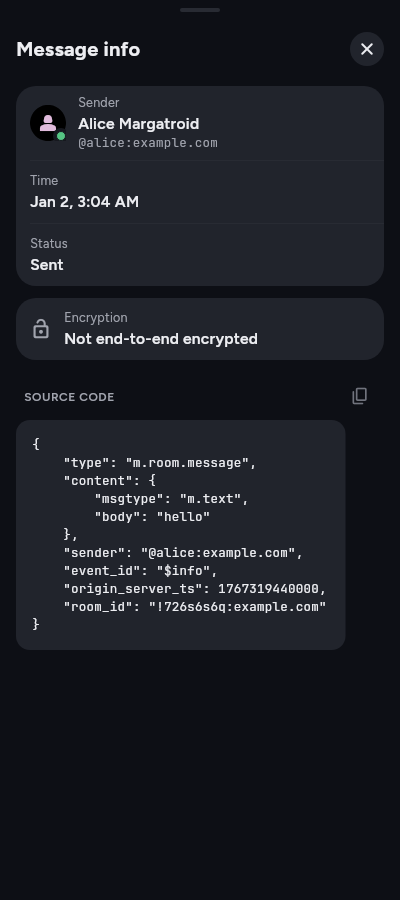 Message info
Sender
Alice Margatroid
@alice:example.com
Time
Jan 2, 3:04 AM
Status
Sent
Encryption
Not end-to-end encrypted
SOURCE CODE
{
    "type": "m.room.message",
    "content": {
        "msgtype": "m.text",
        "body": "hello"
    },
    "sender": "@alice:example.com",
    "event_id": "$info",
    "origin_server_ts": 1767319440000,
    "room_id": "!726s6s6q:example.com"
}